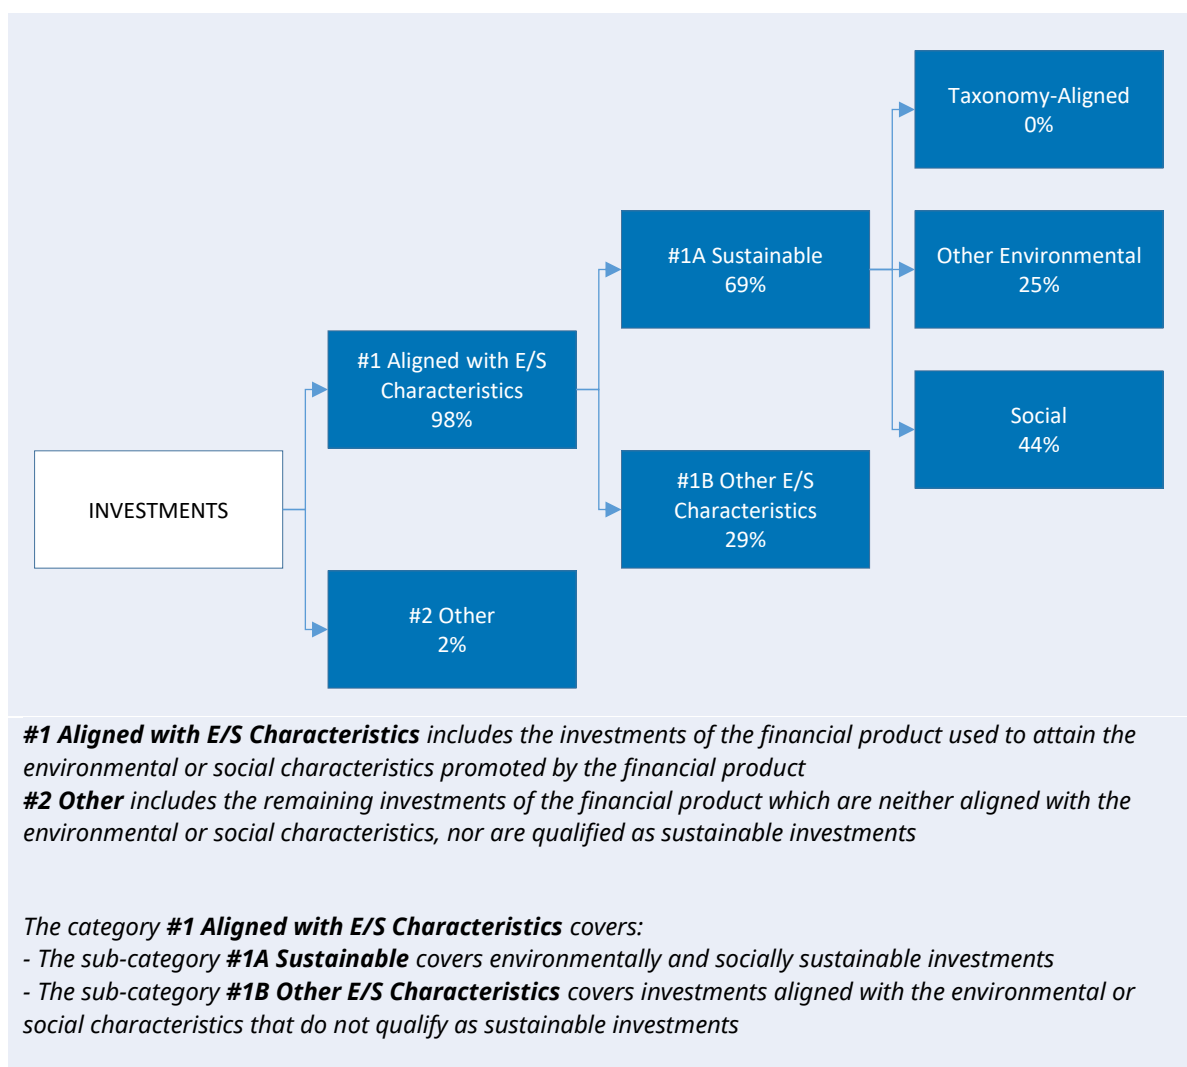 Taxonomy-Aligned
0%
#1A Sustainable
69%
Other Environmental
25%
#1 Aligned with E/S
Characteristics
98%
Social
44%
INVESTMENTS
#1B Other E/S
Characteristics
29%
#2 Other
2%
#1 Aligned with E/S Characteristics includes the investments of the financial product used to attain the
environmental or social characteristics promoted by the financial product
#2 Other includes the remaining investments of the financial product which are neither aligned with the
environmental or social characteristics, nor are qualified as sustainable investments
The category #1 Aligned with E/S Characteristics covers:
- The sub-category #1A Sustainable covers environmentally and socially sustainable investments
- The sub-category #1B Other E/S Characteristics covers investments aligned with the environmental or
social characteristics that do not qualify as sustainable investments